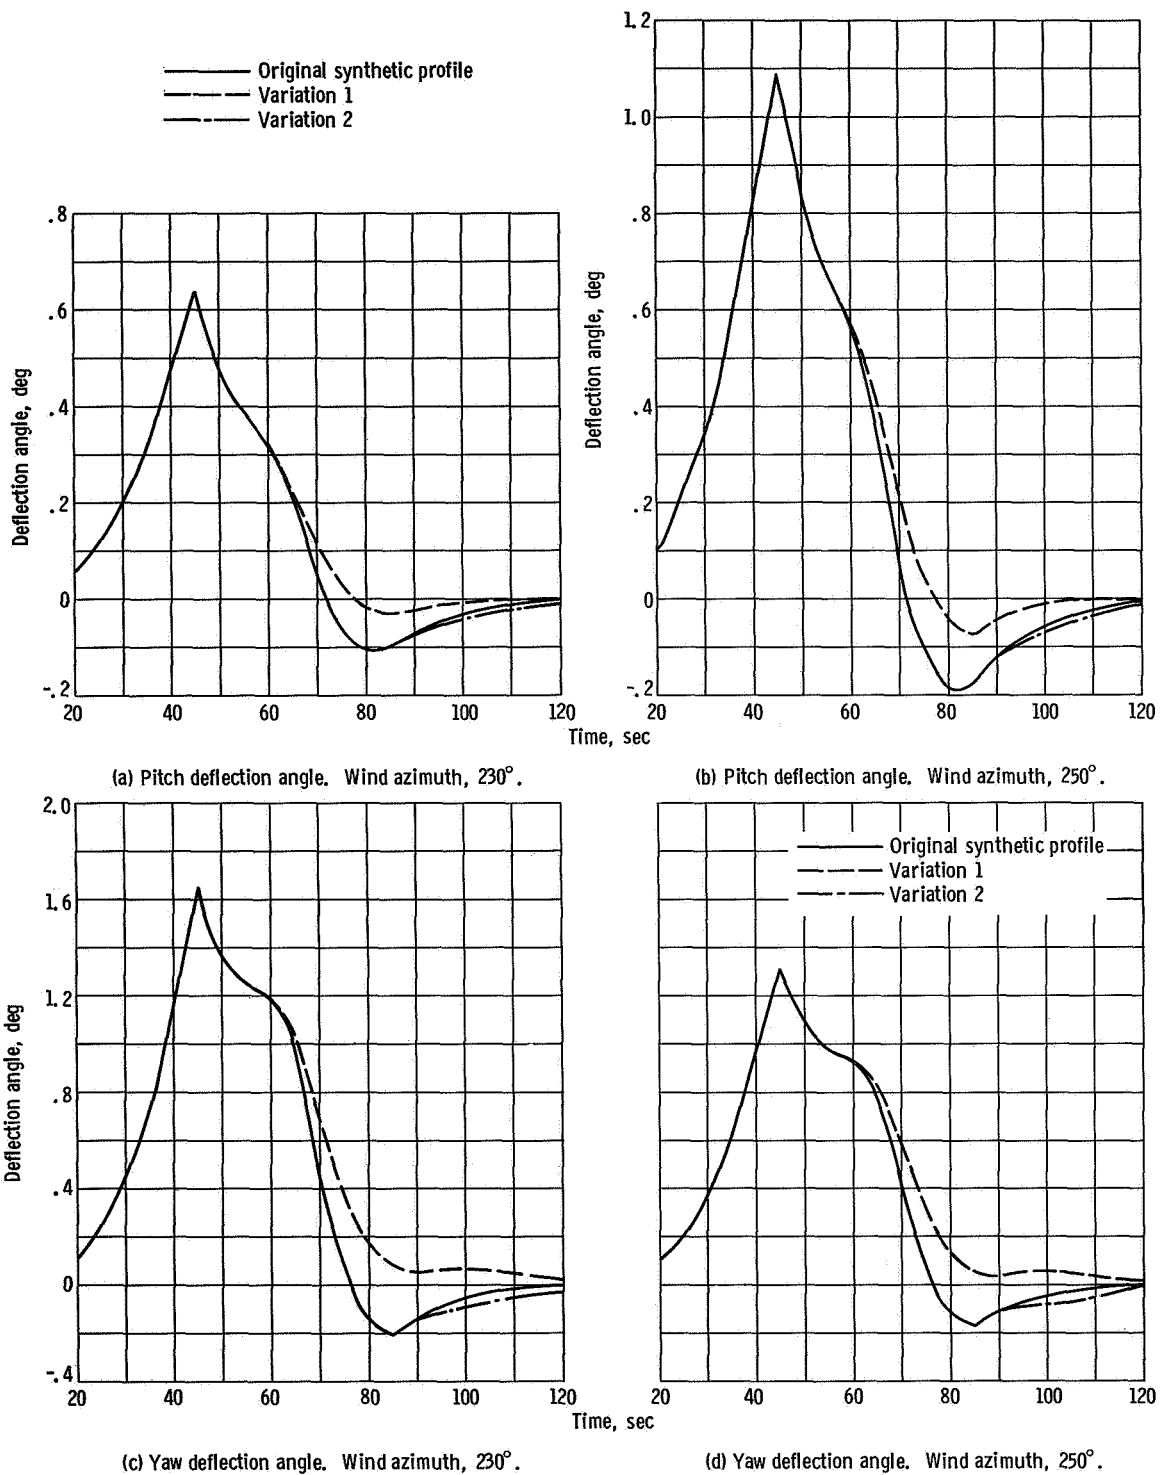 Original synthetic profile
Variation 1
Variation 2
1.2
1.0
.8
.6
.4
.2
0
-.2
Deflection angle, deg
20 40 60 80 100 120
.8
.6
.4
.2
0
-.2
Deflection angle, deg
20 40 60 80 100 120
Time, sec
(a) Pitch deflection angle. Wind azimuth, 230°.
(b) Pitch deflection angle. Wind azimuth, 250°.
2.0
1.6
1.2
.8
.4
0
-.4
Deflection angle, deg
20 40 60 80 100 120
Original synthetic profile
Variation 1
Variation 2
20 40 60 80 100 120
Time, sec
(c) Yaw deflection angle. Wind azimuth, 230°.
(d) Yaw deflection angle. Wind azimuth, 250°.